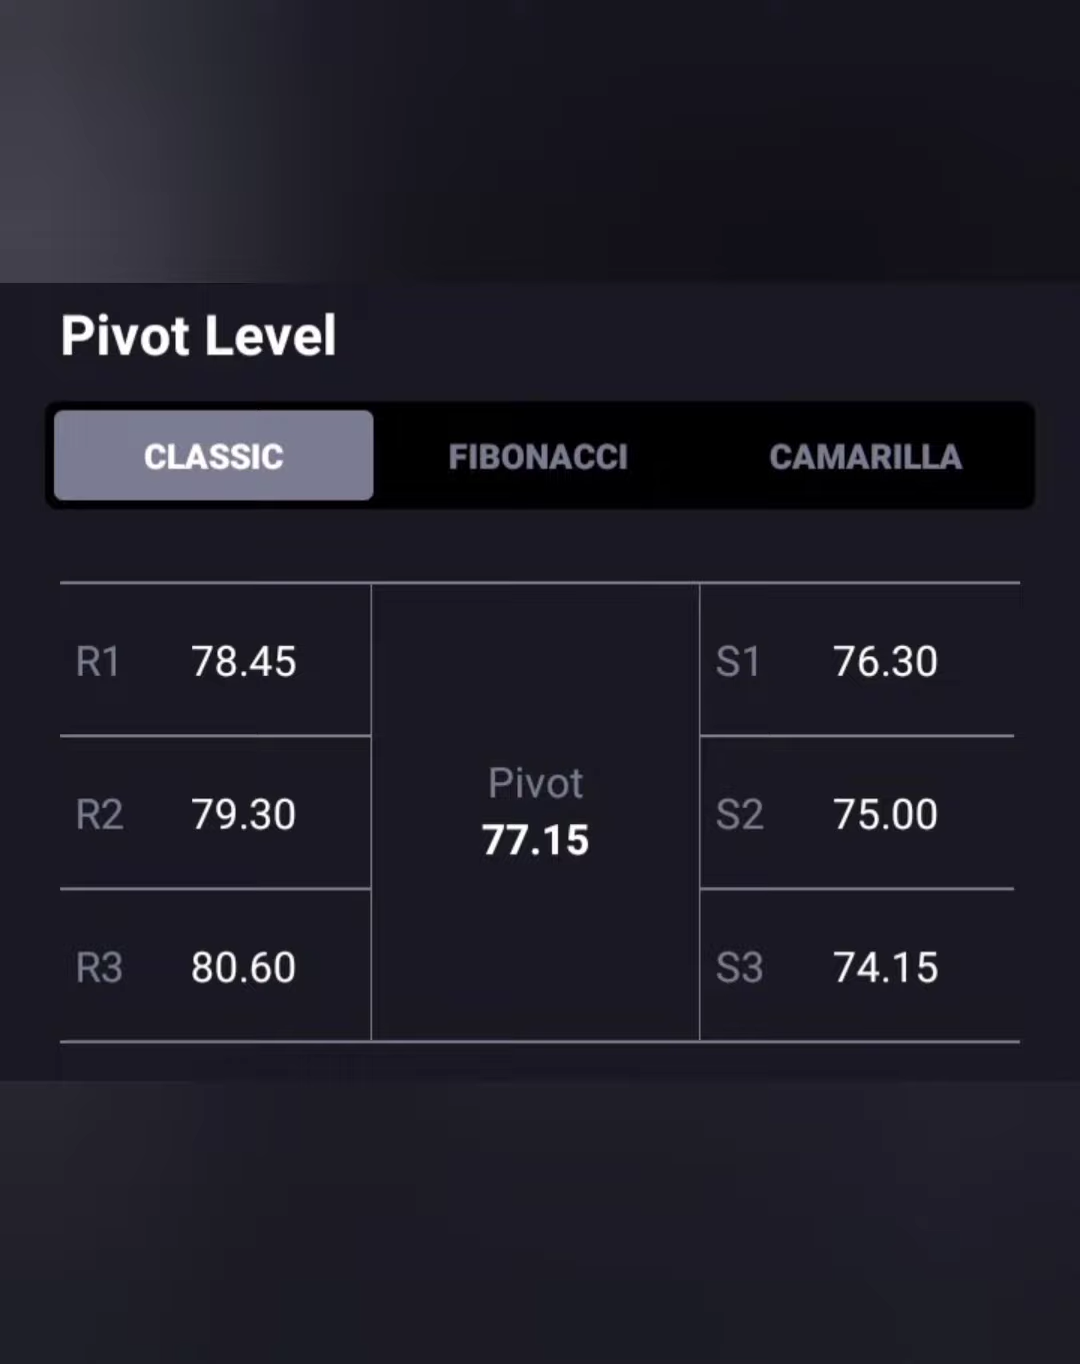 Pivot Level
CLASSIC FIBONACCI CAMARILLA
R1 78.45
R2 79.30
R3 80.60
Pivot
77.15
S1 76.30
S2 75.00
S3 74.15